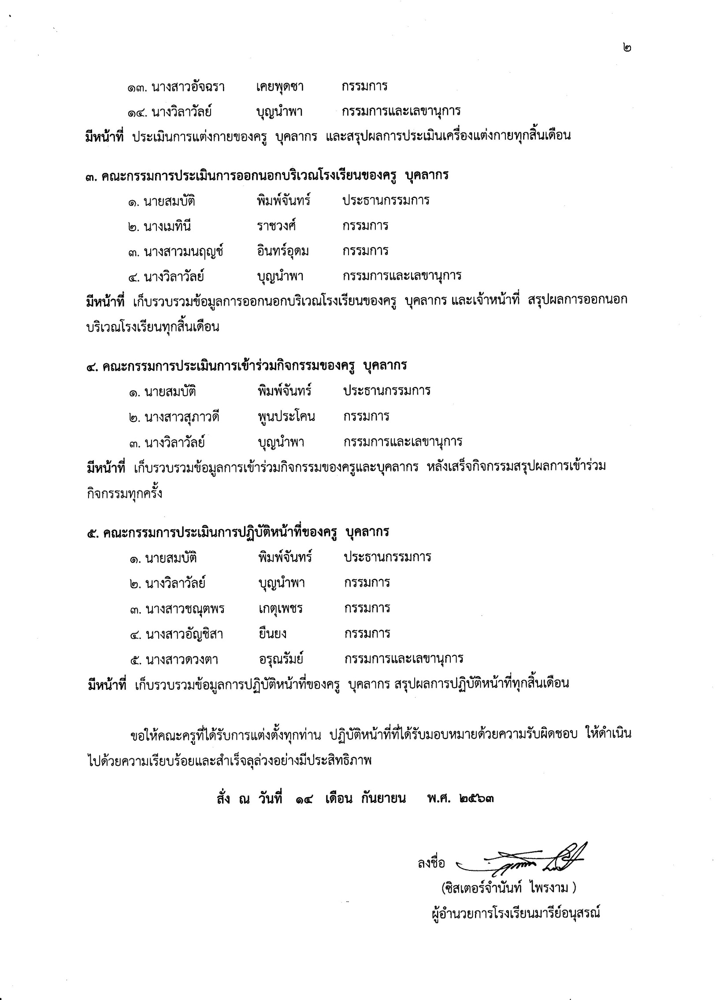 ๒
๑๓. นางสาวอัจฉรา เคยพุดซา กรรมการ
๑๔. นางวิลาวัลย์ บุญนำพา กรรมการและเลขานุการ
มีหน้าที่ ประเมินการแต่งกายของครู บุคลากร และสรุปผลการประเมินเครื่องแต่งกายทุกสิ้นเดือน
๓. คณะกรรมการประเมินการออกนอกบริเวณโรงเรียนของครู บุคลากร
๑. นายสมบัติ พิมพ์จันทร์ ประธานกรรมการ
๒. นางเมทินี ราชวงศ์ กรรมการ
๓. นางสาวมนฤญช์ อินทร์อุดม กรรมการ
๔. นางวิลาวัลย์ บุญนำพา กรรมการและเลขานุการ
มีหน้าที่ เก็บรวบรวมข้อมูลการออกนอกบริเวณโรงเรียนของครู บุคลากร และเจ้าหน้าที่ สรุปผลการออกนอก
บริเวณโรงเรียนทุกสิ้นเดือน
๔. คณะกรรมการประเมินการเข้าร่วมกิจกรรมของครู บุคลากร
๑. นายสมบัติ พิมพ์จันทร์ ประธานกรรมการ
๒. นางสาวสุภาวดี พูนประโคน กรรมการ
๓. นางวิลาวัลย์ บุญนำพา กรรมการและเลขานุการ
มีหน้าที่ เก็บรวบรวมข้อมูลการเข้าร่วมกิจกรรมของครูและบุคลากร หลังเสร็จกิจกรรมสรุปผลการเข้าร่วม
กิจกรรมทุกครั้ง
๕. คณะกรรมการประเมินการปฏิบัติหน้าที่ของครู บุคลากร
๑. นายสมบัติ พิมพ์จันทร์ ประธานกรรมการ
๒. นางวิลาวัลย์ บุญนำพา กรรมการ
๓. นางสาวชณุตพร เกตุเพชร กรรมการ
๔. นางสาวอัญชิสา ยืนยง กรรมการ
๕. นางสาวดวงตา อรุณรัมย์ กรรมการและเลขานุการ
มีหน้าที่ เก็บรวบรวมข้อมูลการปฏิบัติหน้าที่ของครู บุคลากร สรุปผลการปฏิบัติหน้าที่ทุกสิ้นเดือน
ขอให้คณะครูที่ได้รับการแต่งตั้งทุกท่าน ปฏิบัติหน้าที่ที่ได้รับมอบหมายด้วยความรับผิดชอบ ให้ดำเนิน
ไปด้วยความเรียบร้อยและสำเร็จลุล่วงอย่างมีประสิทธิภาพ
สั่ง ณ วันที่ ๑๔ เดือน กันยายน พ.ศ. ๒๕๖๓
ลงชื่อ
(ซิสเตอร์จำนันท์ ไพรงาม )
ผู้อำนวยการโรงเรียนมารีย์อนุสรณ์